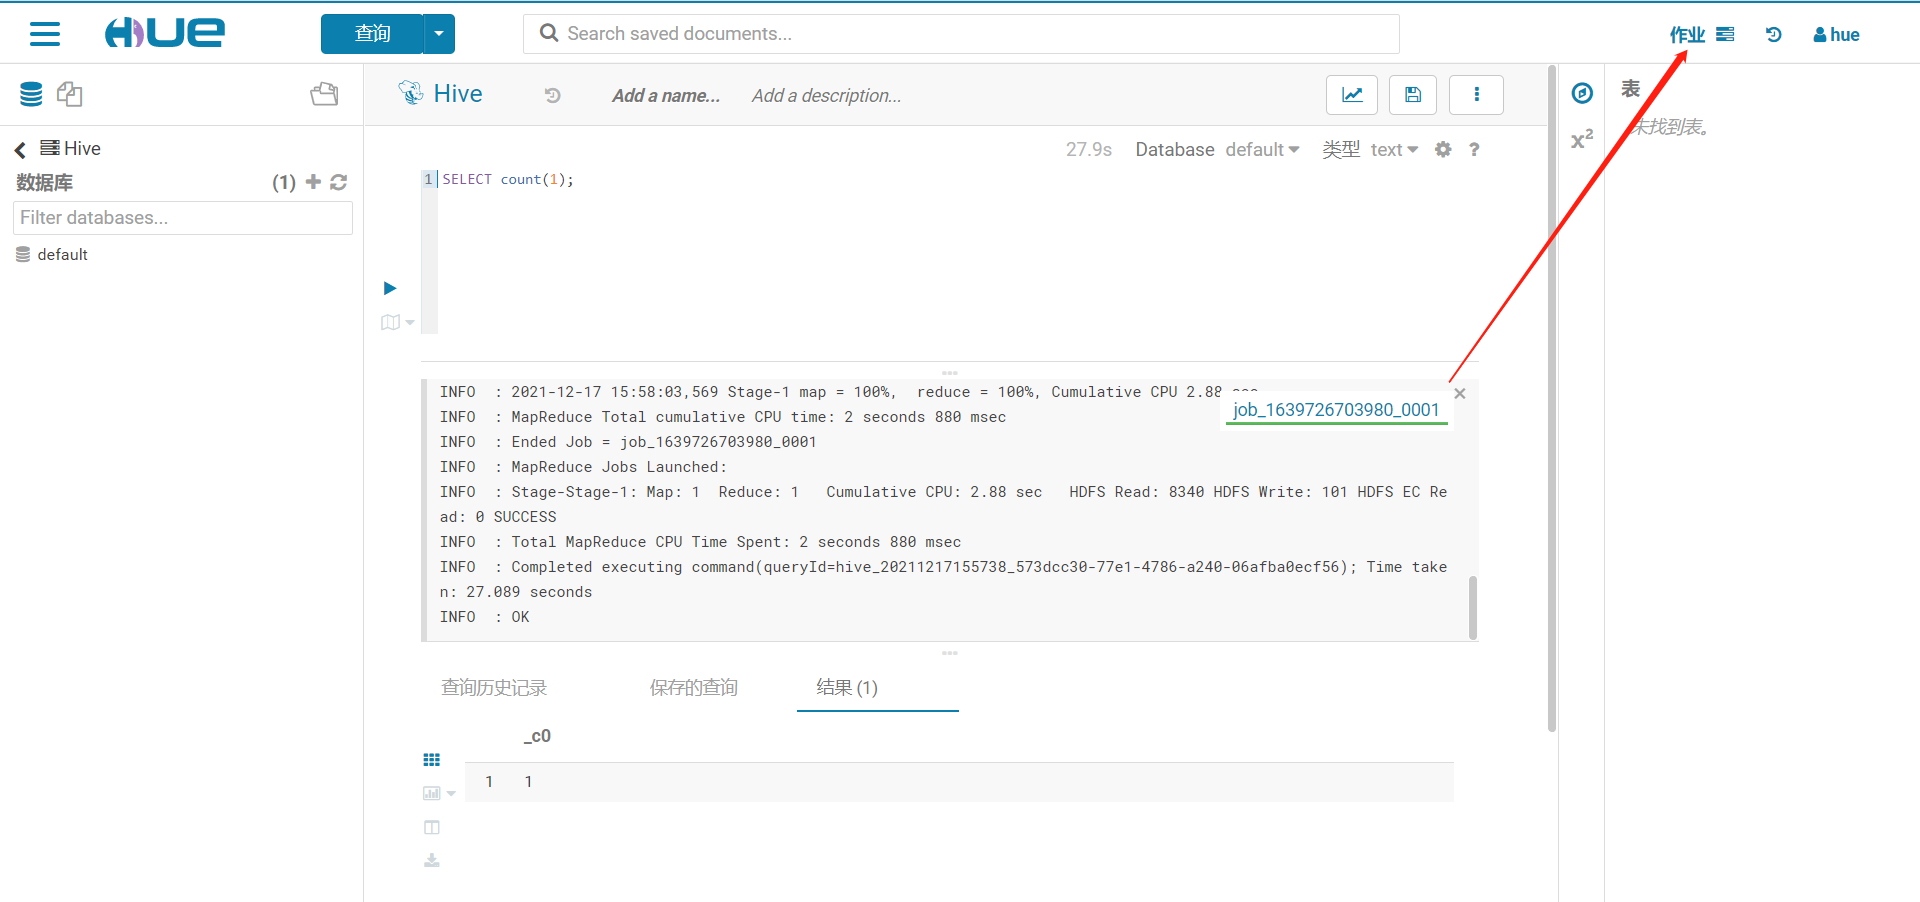 HUE
查询
Search saved documents...
作业
hue
Hive
Add a name...
Add a description...
表
未找到表。
Hive
数据库
(1)
Filter databases...
default
27.9s
Database default
类型 text
?
x²
1 SELECT count(1);
INFO : 2021-12-17 15:58:03,569 Stage-1 map = 100%, reduce = 100%, Cumulative CPU 2.88 sec
job_1639726703980_0001
INFO : MapReduce Total cumulative CPU time: 2 seconds 880 msec
INFO : Ended Job = job_1639726703980_0001
INFO : MapReduce Jobs Launched:
INFO : Stage-Stage-1: Map: 1 Reduce: 1 Cumulative CPU: 2.88 sec HDFS Read: 8340 HDFS Write: 101 HDFS EC Re
ad: 0 SUCCESS
INFO : Total MapReduce CPU Time Spent: 2 seconds 880 msec
INFO : Completed executing command(queryId=hive_20211217155738_573dcc30-77e1-4786-a240-06afba0ecf56); Time take
n: 27.089 seconds
INFO : OK
查询历史记录
保存的查询
结果 (1)
_c0
1 1